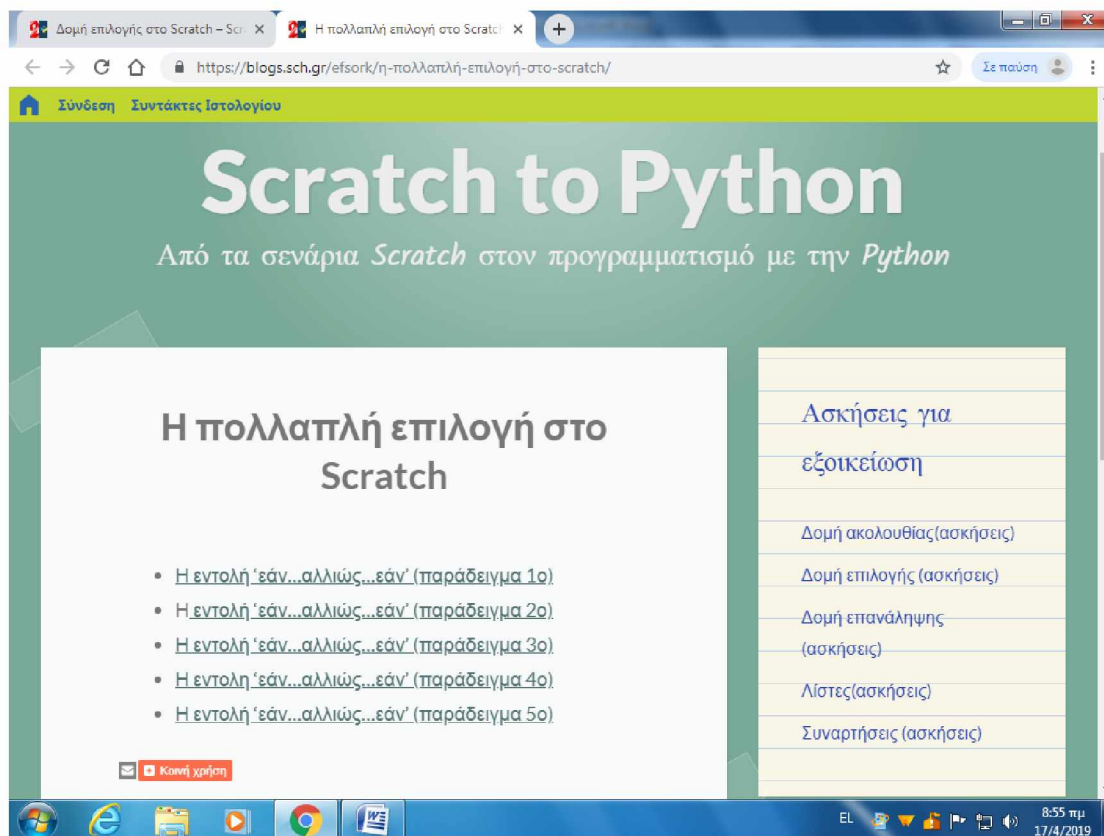 Δομή επιλογής στο Scratch – Scr
Η πολλαπλή επιλογή στο Scratc
https://blogs.sch.gr/efsork/η-πολλαπλή-επιλογή-στο-scratch/
Σε παύση
Σύνδεση Συντάκτες Ιστολογίου
Scratch to Python
Από τα σενάρια Scratch στον προγραμματισμό με την Python
Η πολλαπλή επιλογή στο
Scratch
Η εντολή ‘εάν…αλλιώς…εάν’ (παράδειγμα 1ο)
Η εντολή ‘εάν…αλλιώς…εάν’ (παράδειγμα 2ο)
Η εντολή ‘εάν…αλλιώς…εάν’ (παράδειγμα 3ο)
Η εντολη ‘εάν…αλλιώς…εάν’ (παράδειγμα 4ο)
Η εντολή ‘εάν…αλλιώς…εάν’ (παράδειγμα 5ο)
Κοινή χρήση
Ασκήσεις για
εξοικείωση
Δομή ακολουθίας(ασκήσεις)
Δομή επιλογής (ασκήσεις)
Δομή επανάληψης
(ασκήσεις)
Λίστες(ασκήσεις)
Συναρτήσεις (ασκήσεις)
EL
8:55 πμ
17/4/2019